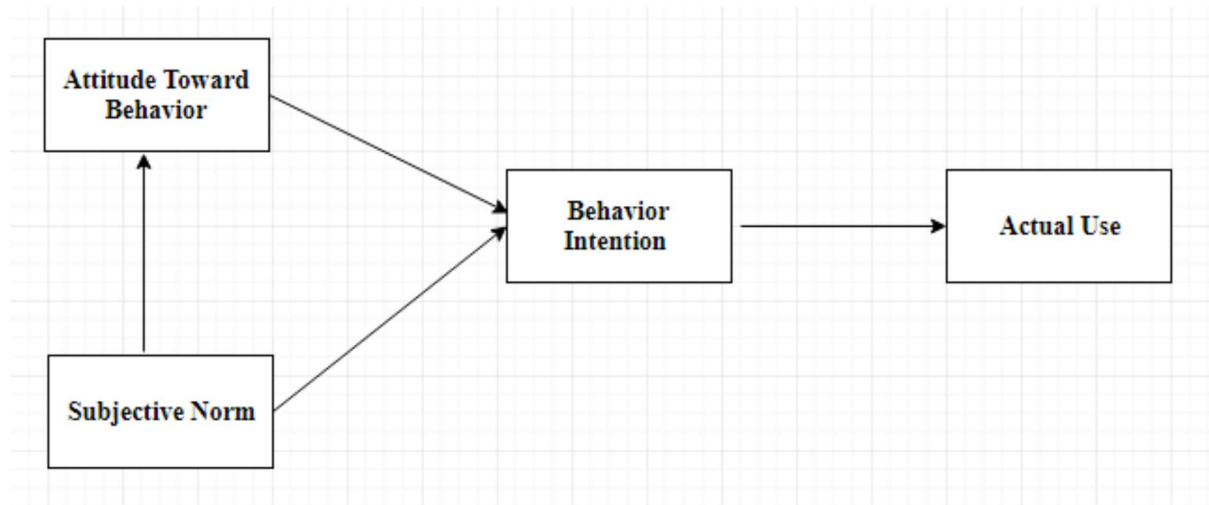 Attitude Toward
Behavior
Behavior
Intention
Actual Use
Subjective Norm